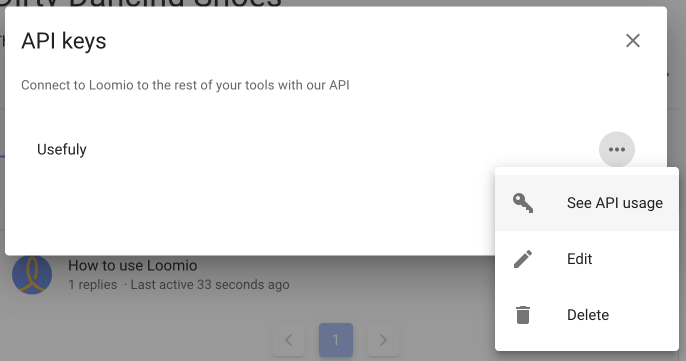 Dirty Dancing Shoes
API keys
Connect to Loomio to the rest of your tools with our API
Usefuly
See API usage
Edit
Delete
How to use Loomio
1 replies · Last active 33 seconds ago
1